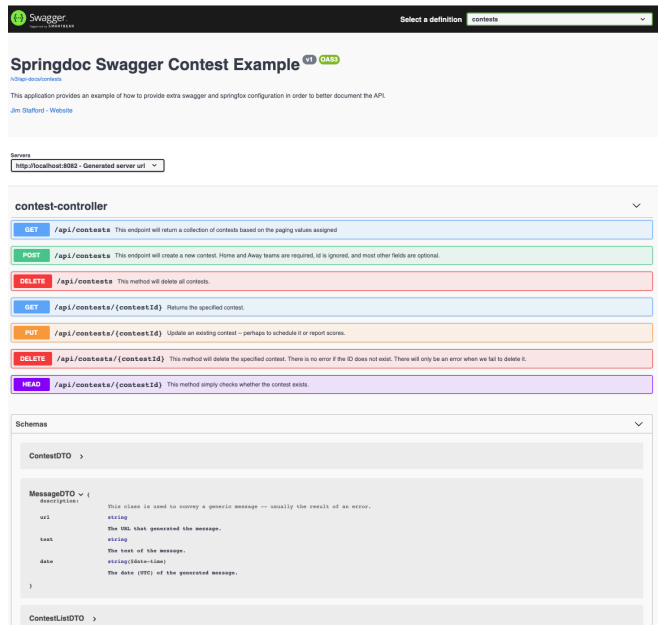 Swagger.
Supported by SMARTBEAR
Select a definition
contests
Springdoc Swagger Contest Example v1 OAS3
/v3/api-docs/contests
This application provides an example of how to provide extra swagger and springfox configuration in order to better document the API.
Jim Stafford - Website
Servers
http://localhost:8082 - Generated server url
contest-controller
GET /api/contests This endpoint will return a collection of contests based on the paging values assigned
POST /api/contests This endpoint will create a new contest. Home and Away teams are required, id is ignored, and most other fields are optional.
DELETE /api/contests This method will delete all contests.
GET /api/contests/{contestId} Returns the specified contest.
PUT /api/contests/{contestId} Update an existing contest -- perhaps to schedule it or report scores.
DELETE /api/contests/{contestId} This method will delete the specified contest. There is no error if the ID does not exist. There will only be an error when we fail to delete it.
HEAD /api/contests/{contestId} This method simply checks whether the contest exists.
Schemas
ContestDTO >
MessageDTO {
description:
This class is used to convey a generic message -- usually the result of an error.
url string
The URL that generated the message.
text string
The text of the message.
date string($date-time)
The date (UTC) of the generated message.
}
ContestListDTO >